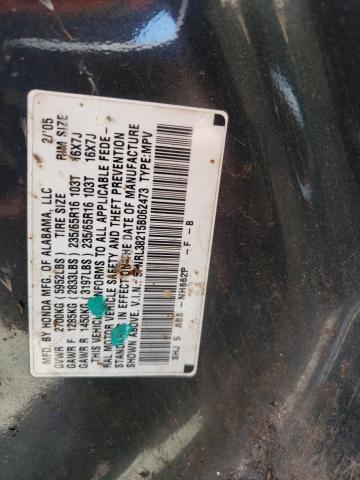 MFD. BY HONDA MFG. OF ALABAMA, LLC 2/'05
GVWR 2700KG (5952LBS) TIRE SIZE RIM SIZE
GAWR F 1285KG (2833LBS) 235/65R16 103T 16X7J
GAWR R 1450KG (3197LBS) 235/65R16 103T 16X7J
THIS VEHICLE CONFORMS TO ALL APPLICABLE FEDE-
RAL MOTOR VEHICLE SAFETY AND THEFT PREVENTION
STANDARDS IN EFFECT ON THE DATE OF MANUFACTURE
SHOWN ABOVE. V.I.N.: 5FNRL38215B062473 TYPE:MPV
SHJ 5 AB8 -NH662P -F -B